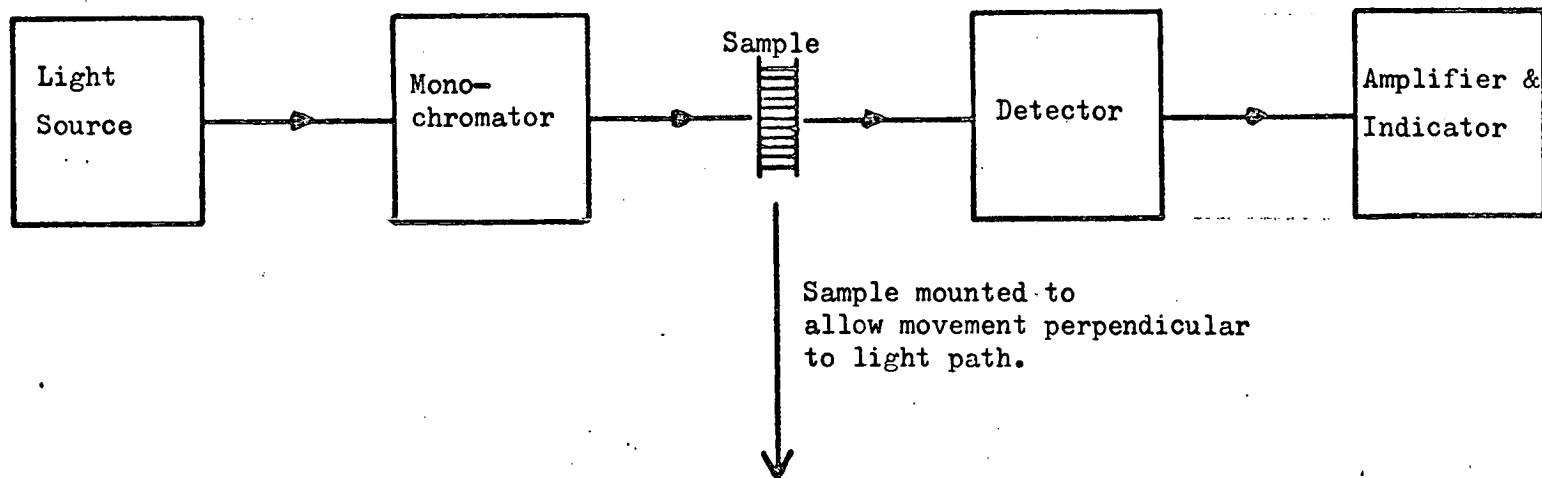 Light
Source
Mono-
chromator
Sample
Detector
Amplifier &
Indicator
Sample mounted to
allow movement perpendicular
to light path.